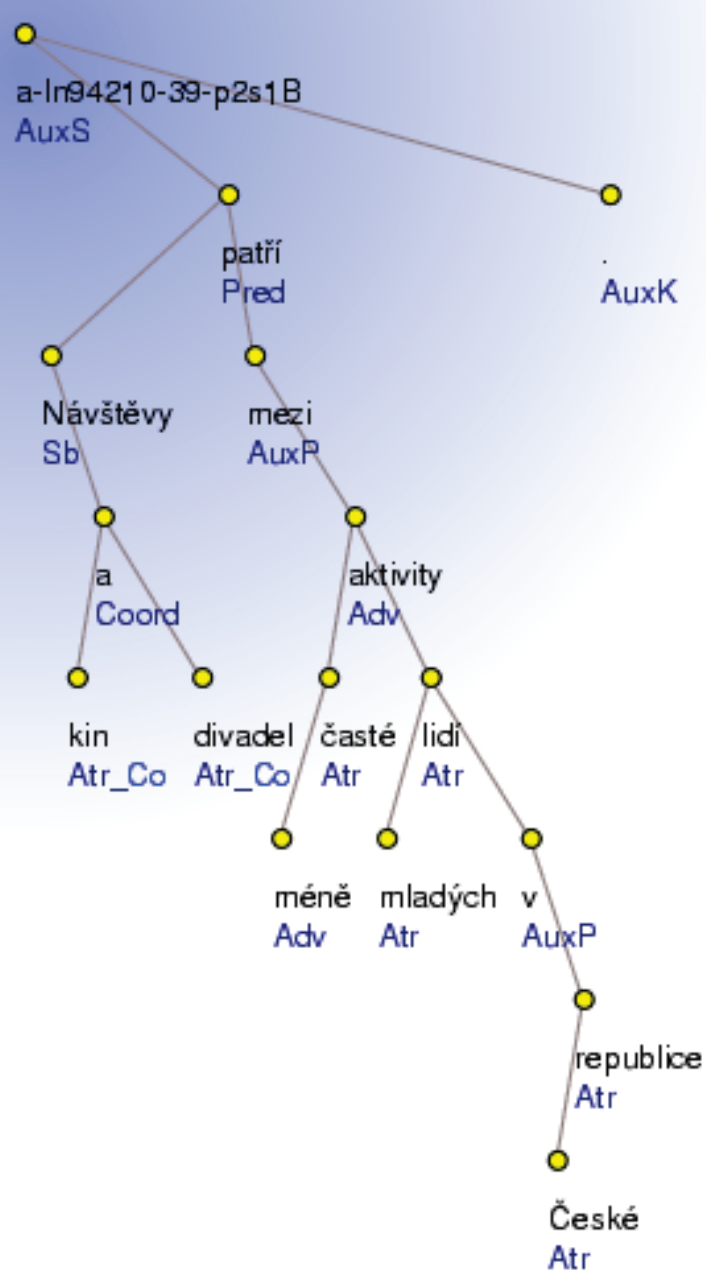 a-ln94210-39-p2s1B
AuxS
patří
Pred
.
AuxK
Návštěvy
Sb
mezi
AuxP
a
Coord
aktivity
Adv
kin
Atr_Co
divadel
Atr_Co
časté
Atr
lidí
Atr
méně
Adv
mladých
Atr
v
AuxP
republice
Atr
České
Atr